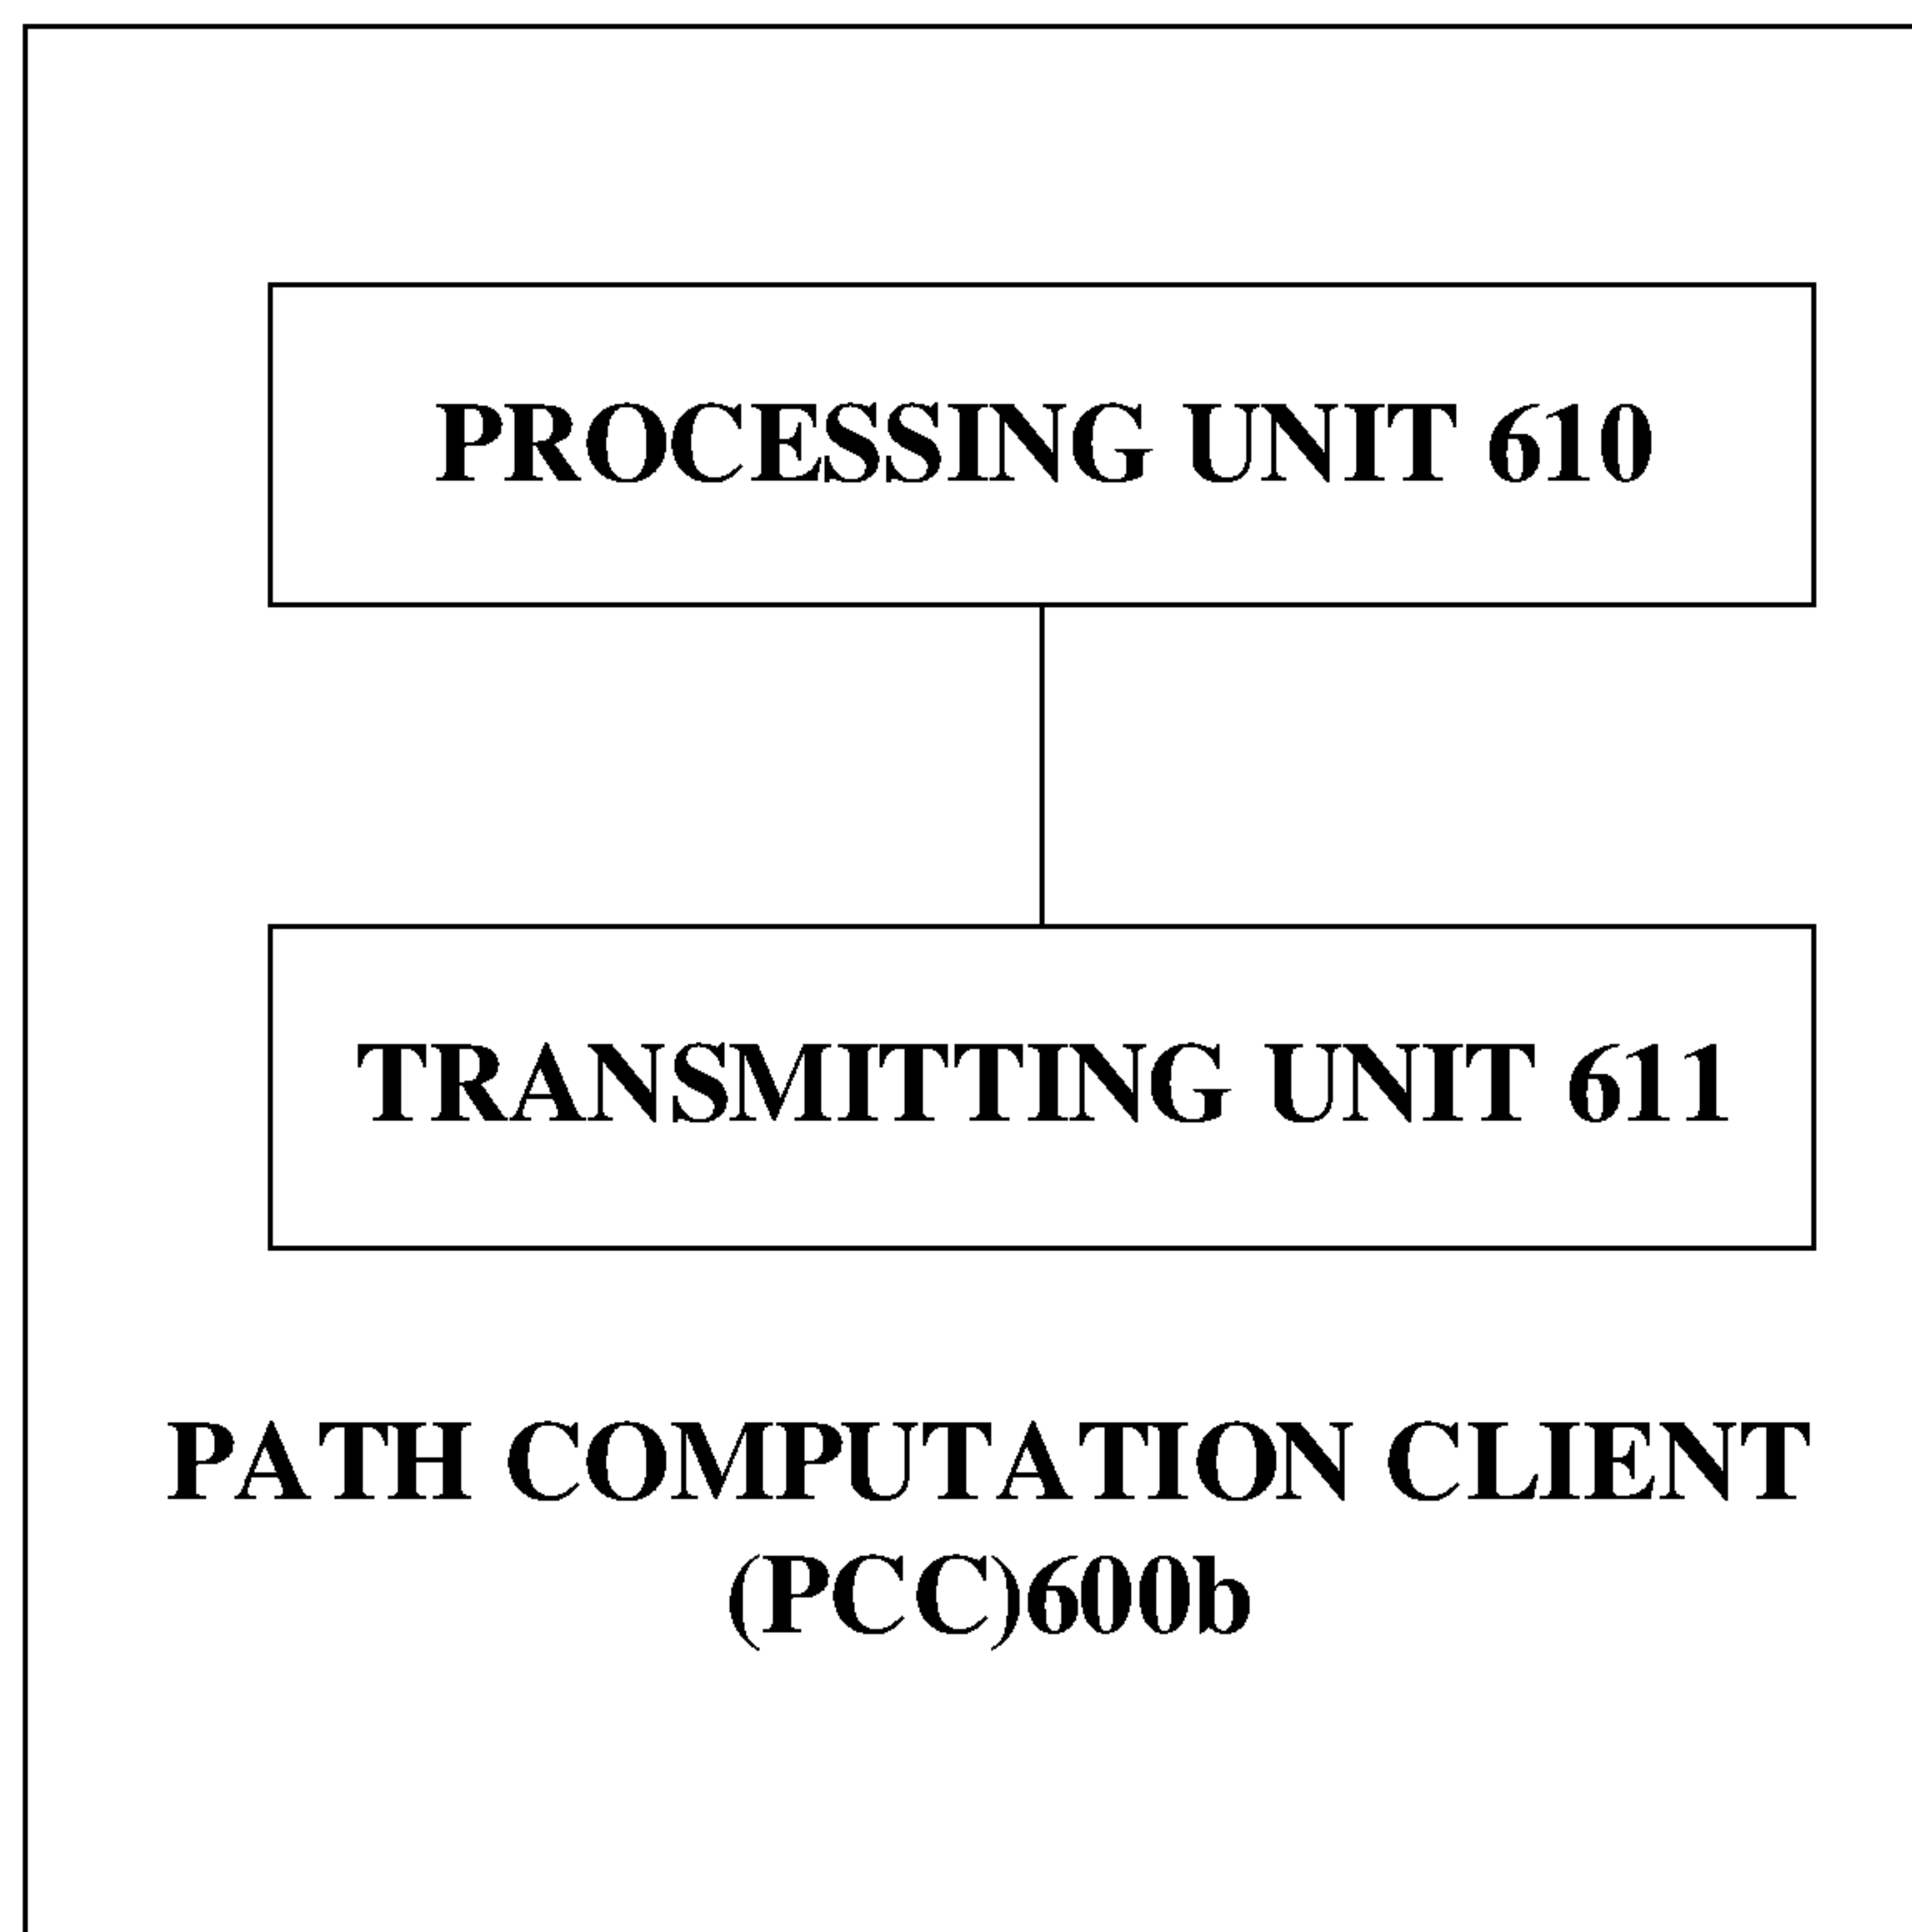 PROCESSING UNIT 610
TRANSMITTING UNIT 611
PATH COMPUTATION CLIENT
(PCC)600b